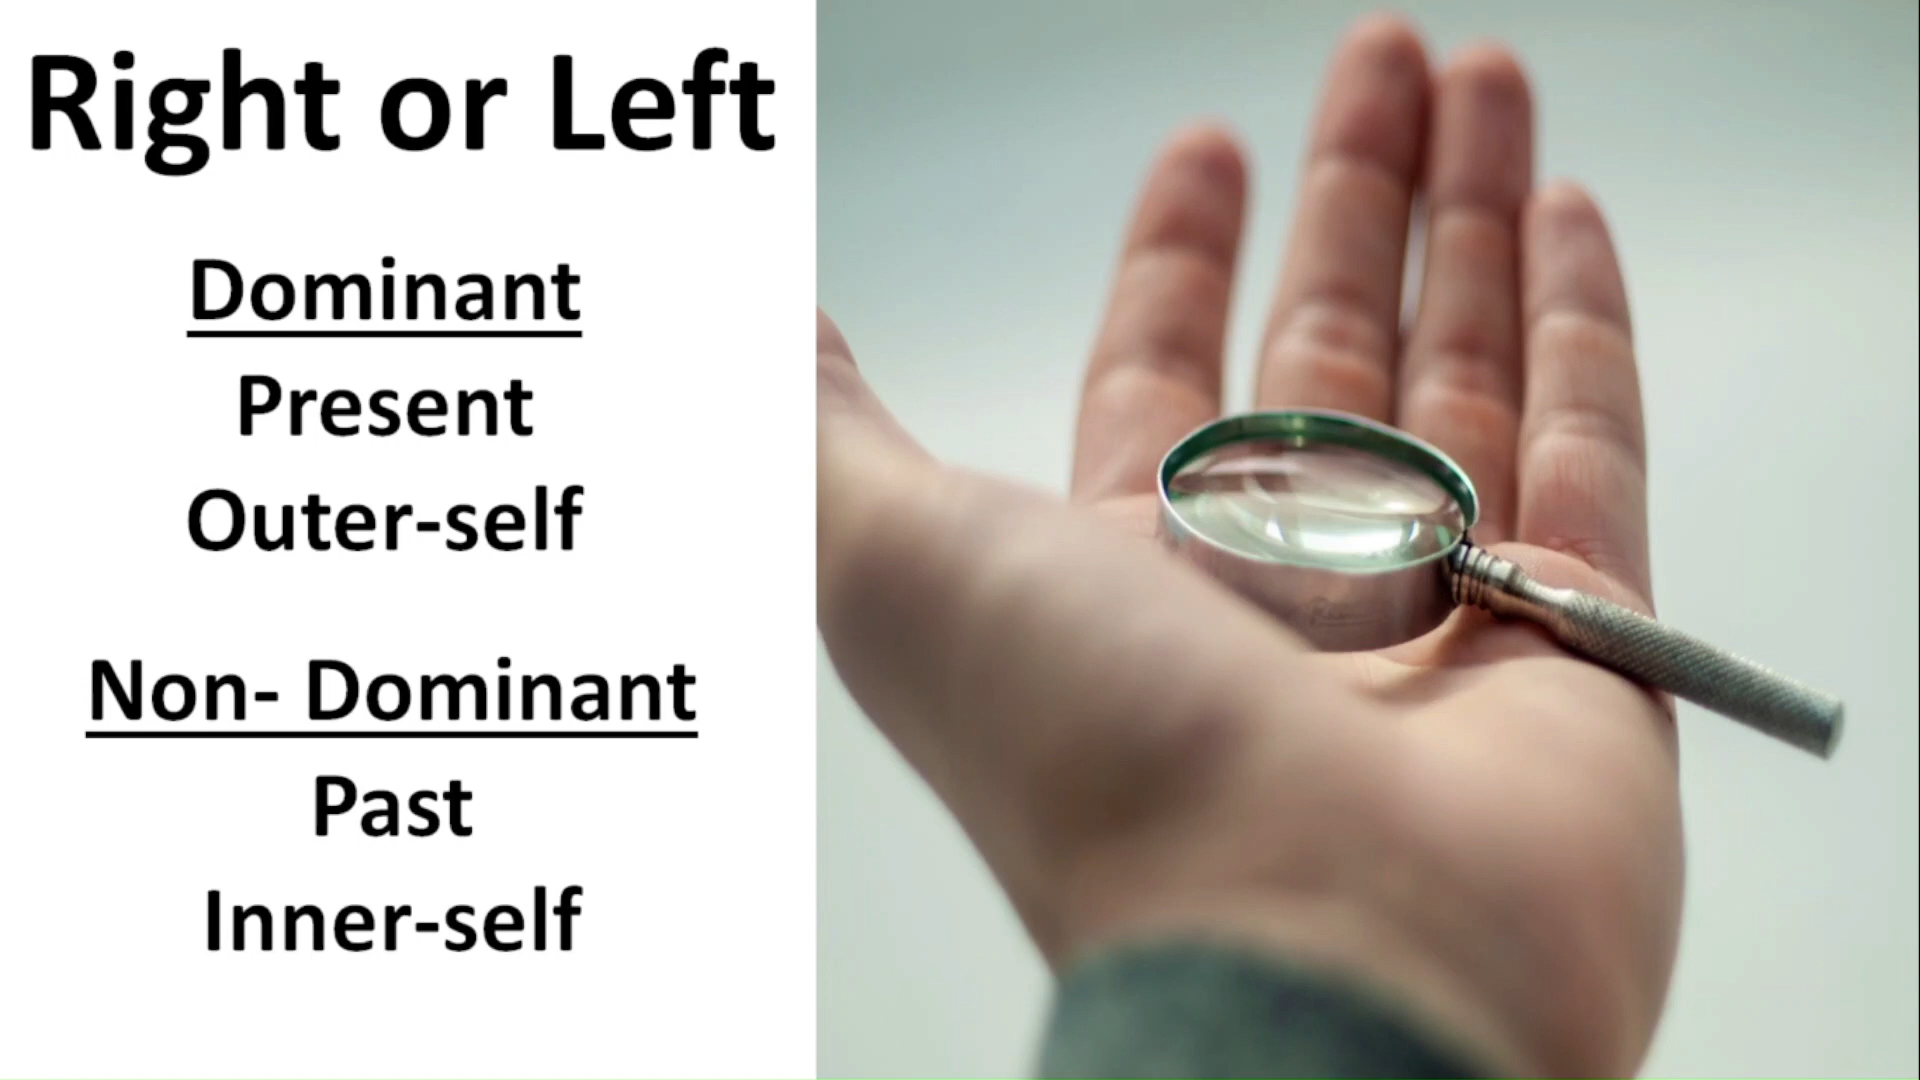 Right or Left
Dominant
Present
Outer-self
Non- Dominant
Past
Inner-self